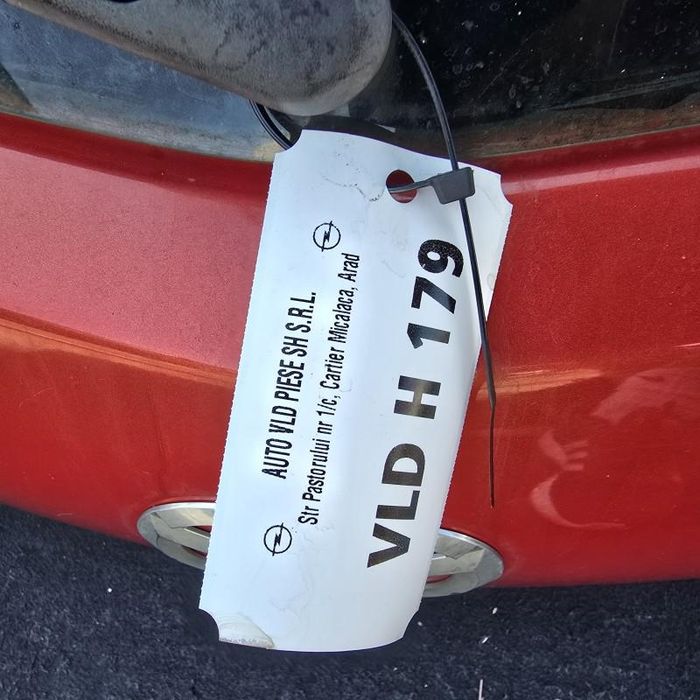 AUTO VLD PIESE SH S.R.L.
Str Pastorului nr 1/c, Cartier Micalaca, Arad
VLD H 179